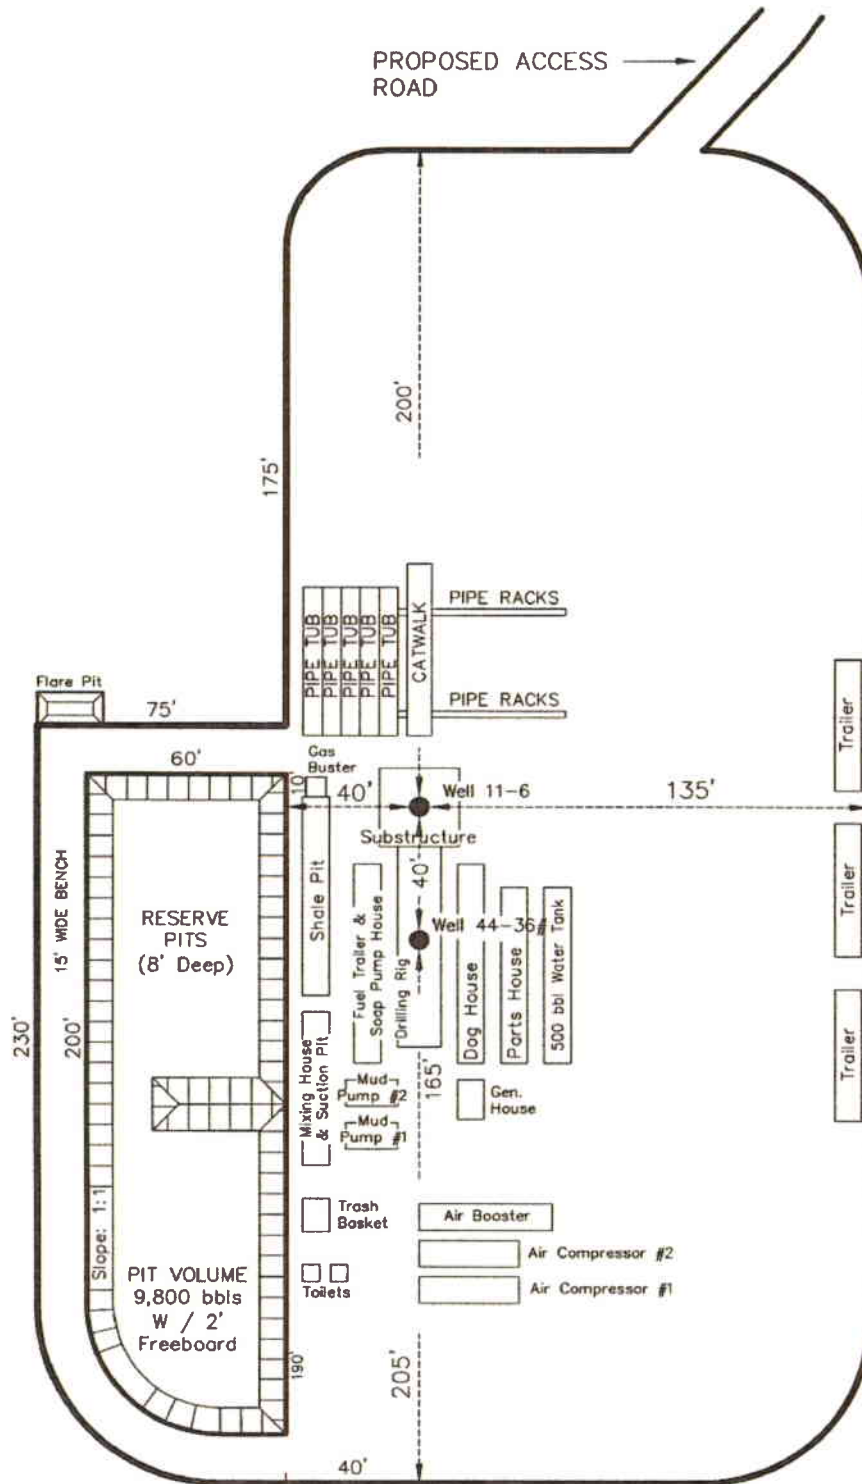 PROPOSED ACCESS
ROAD
200'
175'
PIPE TUB
PIPE TUB
PIPE TUB
PIPE TUB
PIPE TUB
CATWALK
PIPE RACKS
PIPE RACKS
Flare Pit
75'
Trailer
60'
10'
Gas
Buster
40'
Well 11-6
135'
Substructure
40'
15' WIDE BENCH
RESERVE
PITS
(8' Deep)
Shale Pit
Fuel Trailer &
Soap Pump House
Drilling Rig
Well 44-36#
Dog House
Parts House
500 bbl Water Tank
Trailer
230'
200'
Mixing House
& Suction Pit
Mud
Pump #2
165'
Gen.
House
Trailer
Mud
Pump #1
Slope: 1:1
Trash
Basket
Air Booster
Air Compressor #2
PIT VOLUME
9,800 bbls
W / 2'
Freeboard
Toilets
Air Compressor #1
190'
205'
40'